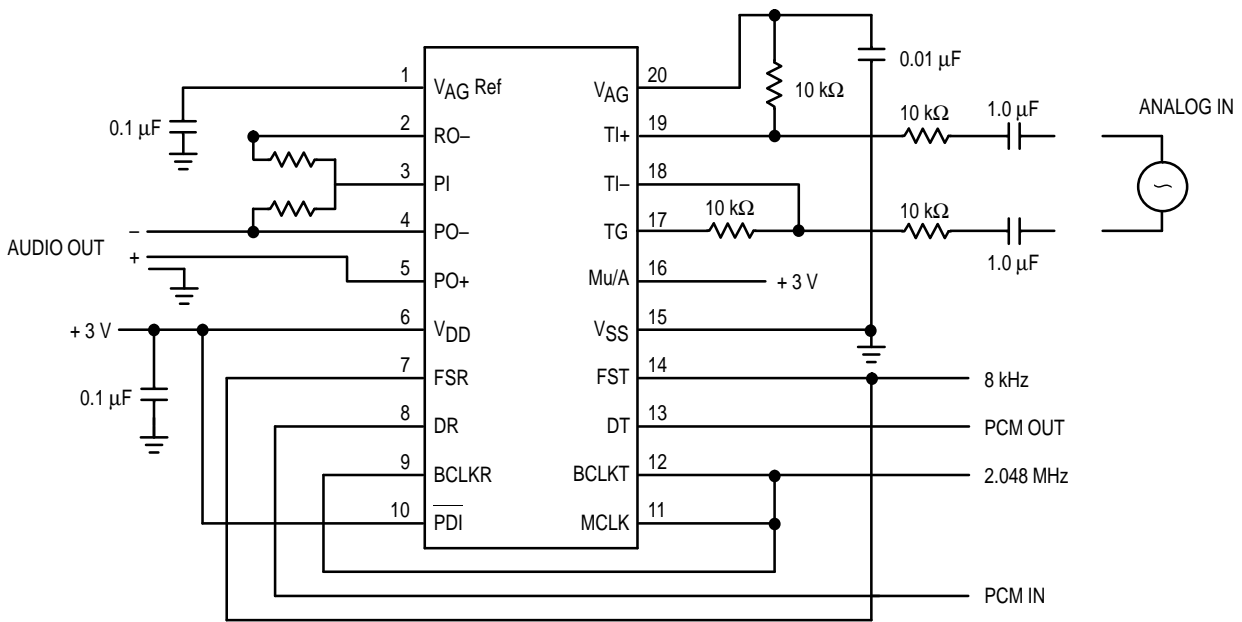 1 VAG Ref
0.1 µF
2 RO–
3 PI
4 PO–
AUDIO OUT
–
+
5 PO+
+ 3 V
6 VDD
0.1 µF
7 FSR
8 DR
9 BCLKR
10 PDI
VAG 20
0.01 µF
10 kΩ
TI+ 19
10 kΩ
1.0 µF
ANALOG IN
TI– 18
TG 17
10 kΩ
10 kΩ
1.0 µF
Mu/A 16
+ 3 V
VSS 15
FST 14
8 kHz
DT 13
PCM OUT
BCLKT 12
2.048 MHz
MCLK 11
PCM IN